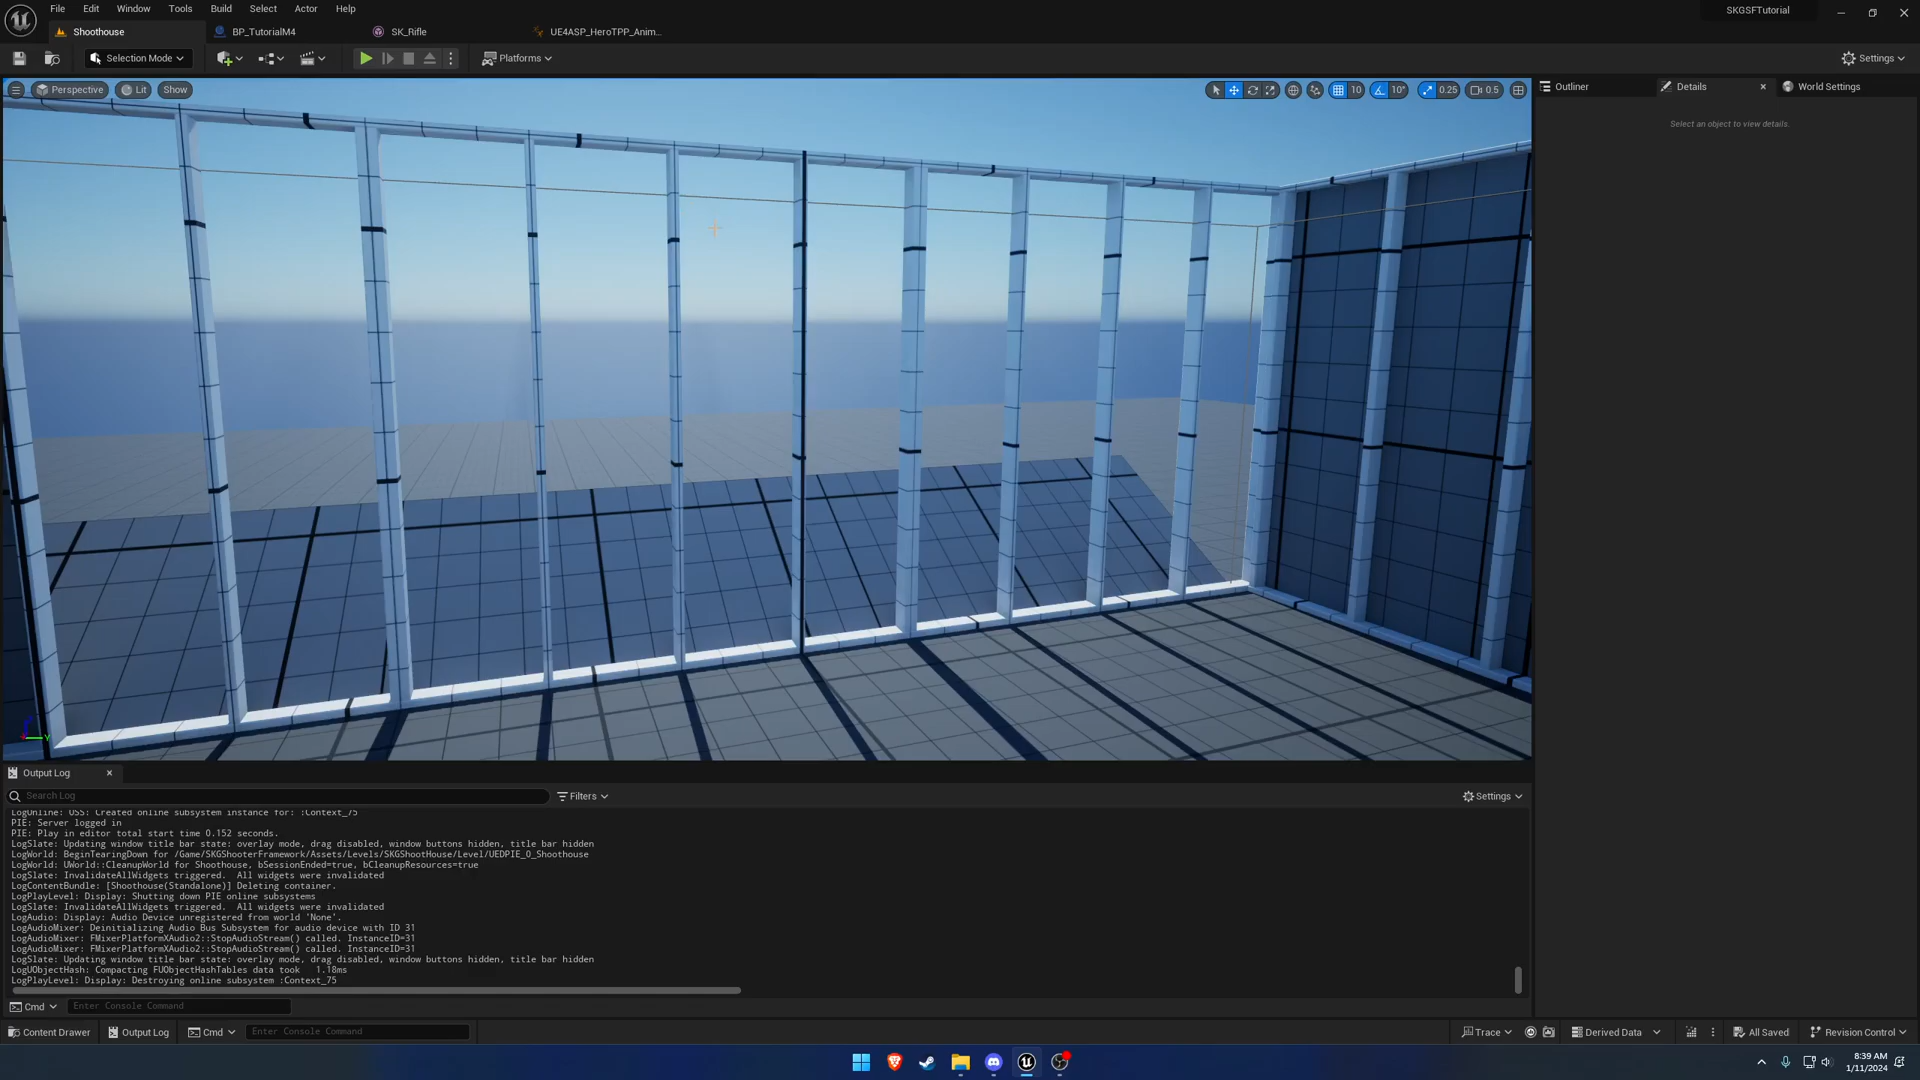 File Edit Window Tools Build Select Actor Help
SKGSFTutorial
Shoothouse
BP_TutorialM4
SK_Rifle
UE4ASP_HeroTPP_Anim...
Selection Mode
Platforms
Settings
Perspective
Lit
Show
10
10°
0.25
0.5
Outliner
Details
World Settings
Select an object to view details.
Output Log
Search Log
Filters
Settings
LogOnline: OSS: Created online subsystem instance for: :Context_75
PIE: Server logged in
PIE: Play in editor total start time 0.152 seconds.
LogSlate: Updating window title bar state: overlay mode, drag disabled, window buttons hidden, title bar hidden
LogWorld: BeginTearingDown for /Game/SKGShooterFramework/Assets/Levels/SKGShootHouse/Level/UEDPIE_0_Shoothouse
LogWorld: UWorld::CleanupWorld for Shoothouse, bSessionEnded=true, bCleanupResources=true
LogSlate: InvalidateAllWidgets triggered.  All widgets were invalidated
LogContentBundle: [Shoothouse(Standalone)] Deleting container.
LogPlayLevel: Display: Shutting down PIE online subsystems
LogSlate: InvalidateAllWidgets triggered.  All widgets were invalidated
LogAudio: Display: Audio Device unregistered from world 'None'.
LogAudioMixer: Deinitializing Audio Bus Subsystem for audio device with ID 31
LogAudioMixer: FMixerPlatformXAudio2::StopAudioStream() called. InstanceID=31
LogAudioMixer: FMixerPlatformXAudio2::StopAudioStream() called. InstanceID=31
LogSlate: Updating window title bar state: overlay mode, drag disabled, window buttons hidden, title bar hidden
LogUObjectHash: Compacting FUObjectHashTables data took   1.18ms
LogPlayLevel: Display: Destroying online subsystem :Context_75
Cmd
Enter Console Command
Content Drawer
Output Log
Cmd
Enter Console Command
Trace
Derived Data
All Saved
Revision Control
8:39 AM
1/11/2024